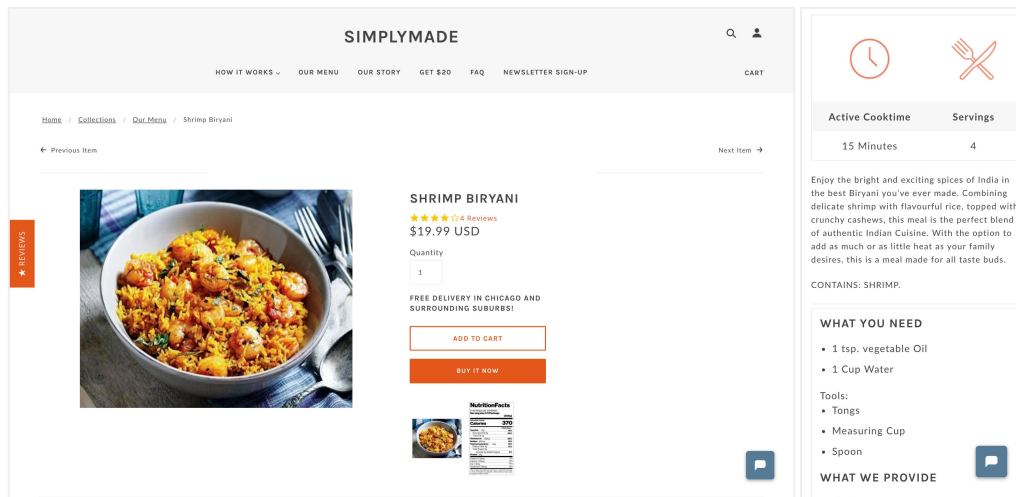 SIMPLYMADE
HOW IT WORKS
OUR MENU
OUR STORY
GET $20
FAQ
NEWSLETTER SIGN-UP
CART
Home / Collections / Our Menu / Shrimp Biryani
← Previous Item
Next Item →
★ REVIEWS
SHRIMP BIRYANI
4 Reviews
$19.99 USD
Quantity
1
FREE DELIVERY IN CHICAGO AND
SURROUNDING SUBURBS!
ADD TO CART
BUY IT NOW
NutritionFacts
Calories 370
Active Cooktime
Servings
15 Minutes
4
Enjoy the bright and exciting spices of India in
the best Biryani you've ever made. Combining
delicate shrimp with flavourful rice, topped with
crunchy cashews, this meal is the perfect blend
of authentic Indian Cuisine. With the option to
add as much or as little heat as your family
desires, this is a meal made for all taste buds.
CONTAINS: SHRIMP.
WHAT YOU NEED
• 1 tsp. vegetable Oil
• 1 Cup Water
Tools:
• Tongs
• Measuring Cup
• Spoon
WHAT WE PROVIDE